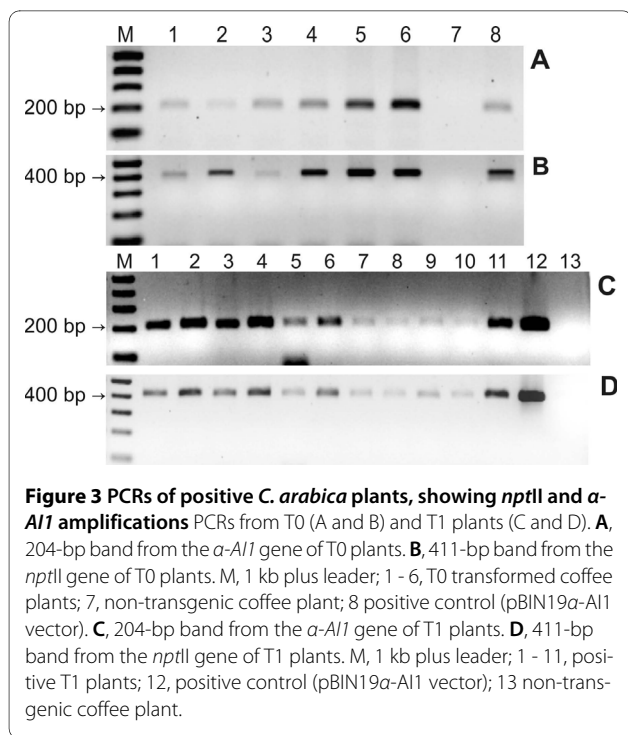 M 1 2 3 4 5 6 7 8
A
200 bp →
400 bp → B
M 1 2 3 4 5 6 7 8 9 10 11 12 13
C
200 bp →
400 bp → D
Figure 3 PCRs of positive C. arabica plants, showing nptII and α-
AI1 amplifications PCRs from T0 (A and B) and T1 plants (C and D). A,
204-bp band from the α-AI1 gene of T0 plants. B, 411-bp band from the
nptII gene of T0 plants. M, 1 kb plus leader; 1 - 6, T0 transformed coffee
plants; 7, non-transgenic coffee plant; 8 positive control (pBIN19α-AI1
vector). C, 204-bp band from the α-AI1 gene of T1 plants. D, 411-bp
band from the nptII gene of T1 plants. M, 1 kb plus leader; 1 - 11, posi-
tive T1 plants; 12, positive control (pBIN19α-AI1 vector); 13 non-trans-
genic coffee plant.